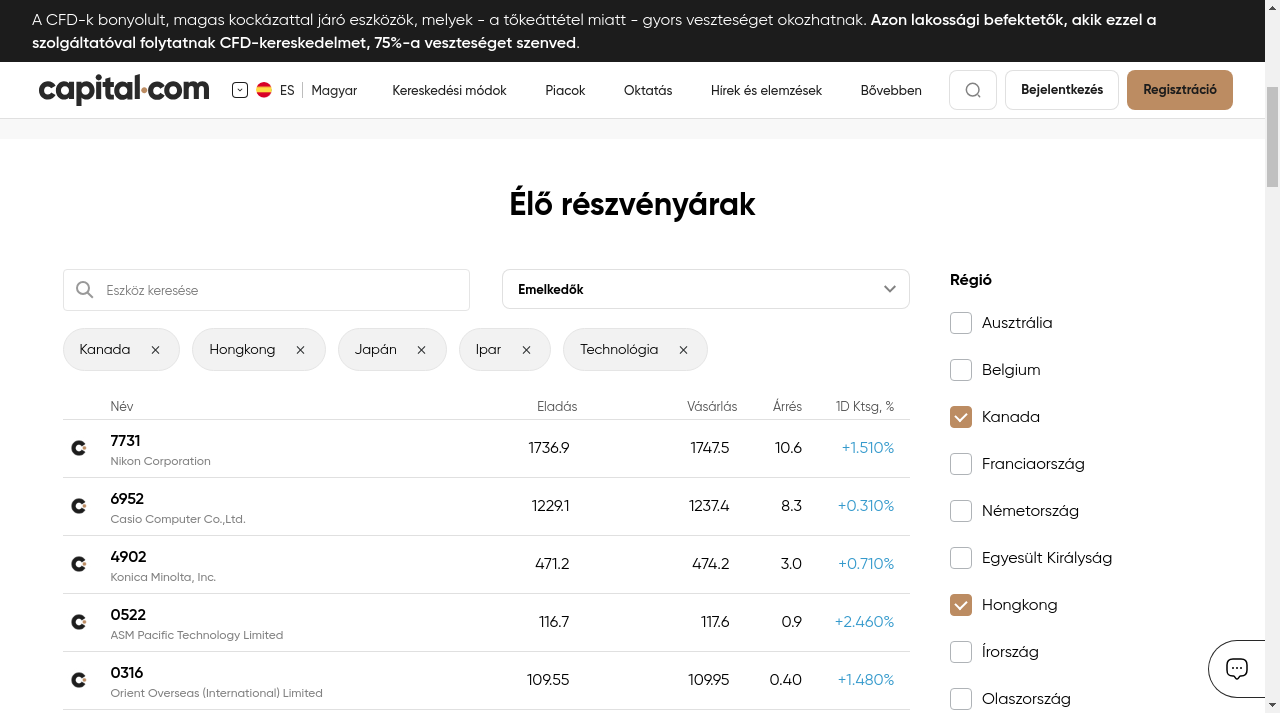 A CFD-k bonyolult, magas kockázattal járó eszközök, melyek - a tőkeáttétel miatt - gyors veszteséget okozhatnak. Azon lakossági befektetők, akik ezzel a
szolgáltatóval folytatnak CFD-kereskedelmet, 75%-a veszteséget szenved.
capital.com ES Magyar Kereskedési módok Piacok Oktatás Hírek és elemzések Bővebben Bejelentkezés Regisztráció
Élő részvényárak
Eszköz keresése
Emelkedők
Kanada Hongkong Japán Ipar Technológia
Név Eladás Vásárlás Árrés 1D Ktsg, %
7731 1736.9 1747.5 10.6 +1.510%
Nikon Corporation
6952 1229.1 1237.4 8.3 +0.310%
Casio Computer Co.,Ltd.
4902 471.2 474.2 3.0 +0.710%
Konica Minolta, Inc.
0522 116.7 117.6 0.9 +2.460%
ASM Pacific Technology Limited
0316 109.55 109.95 0.40 +1.480%
Orient Overseas (International) Limited
Régió
Ausztrália
Belgium
Kanada
Franciaország
Németország
Egyesült Királyság
Hongkong
Írország
Olaszország